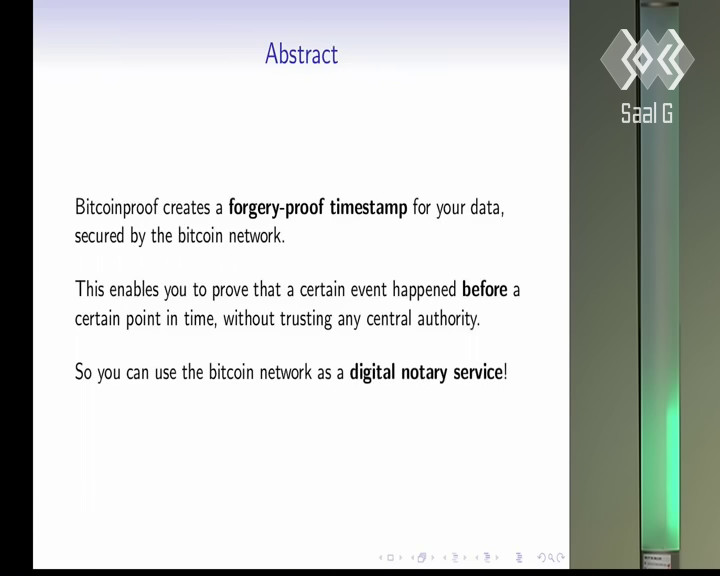 Abstract
Saal G
Bitcoinproof creates a forgery-proof timestamp for your data,
secured by the bitcoin network.
This enables you to prove that a certain event happened before a
certain point in time, without trusting any central authority.
So you can use the bitcoin network as a digital notary service!